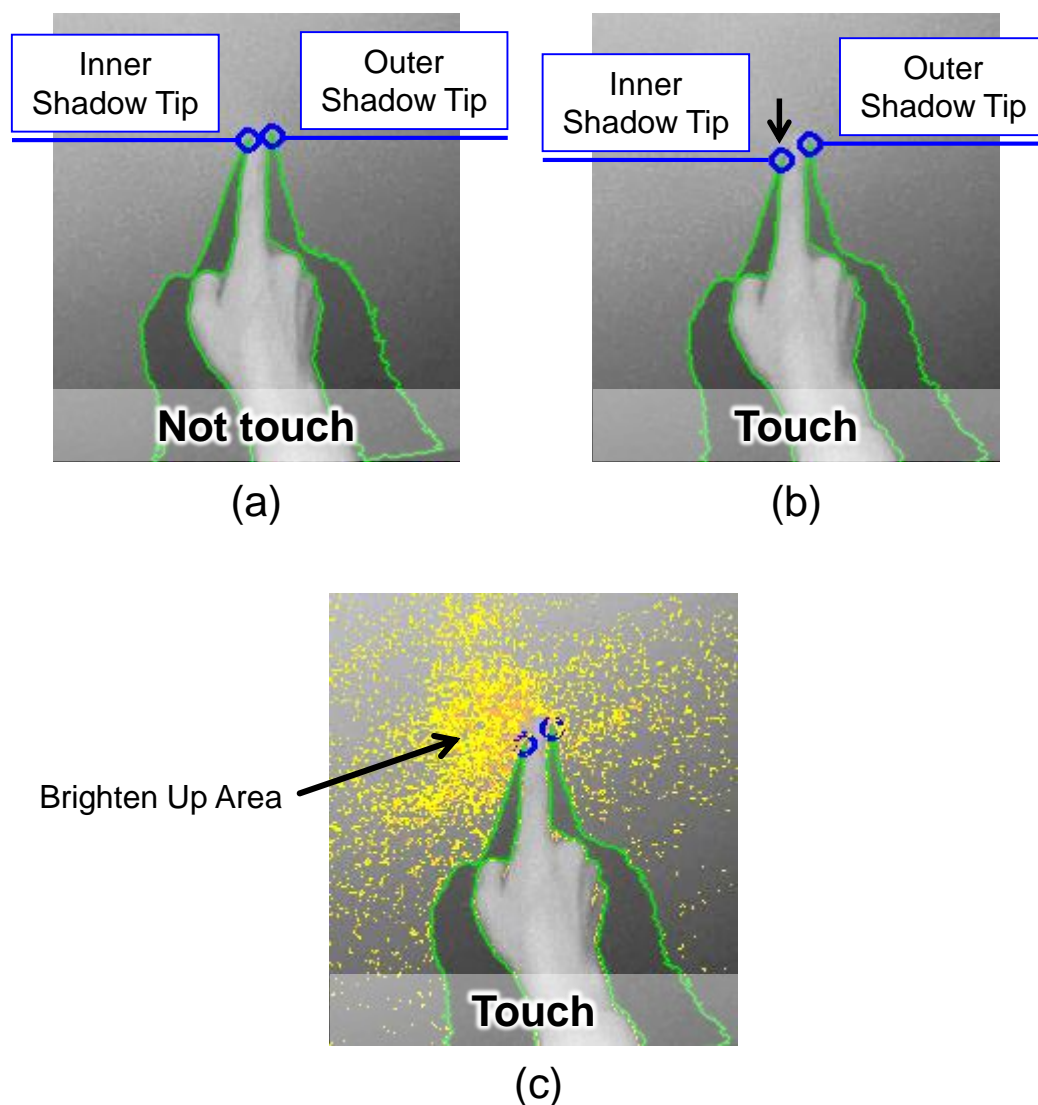 Inner
Shadow Tip
Outer
Shadow Tip
Not touch
(a)
Inner
Shadow Tip
Outer
Shadow Tip
Touch
(b)
Brighten Up Area
Touch
(c)